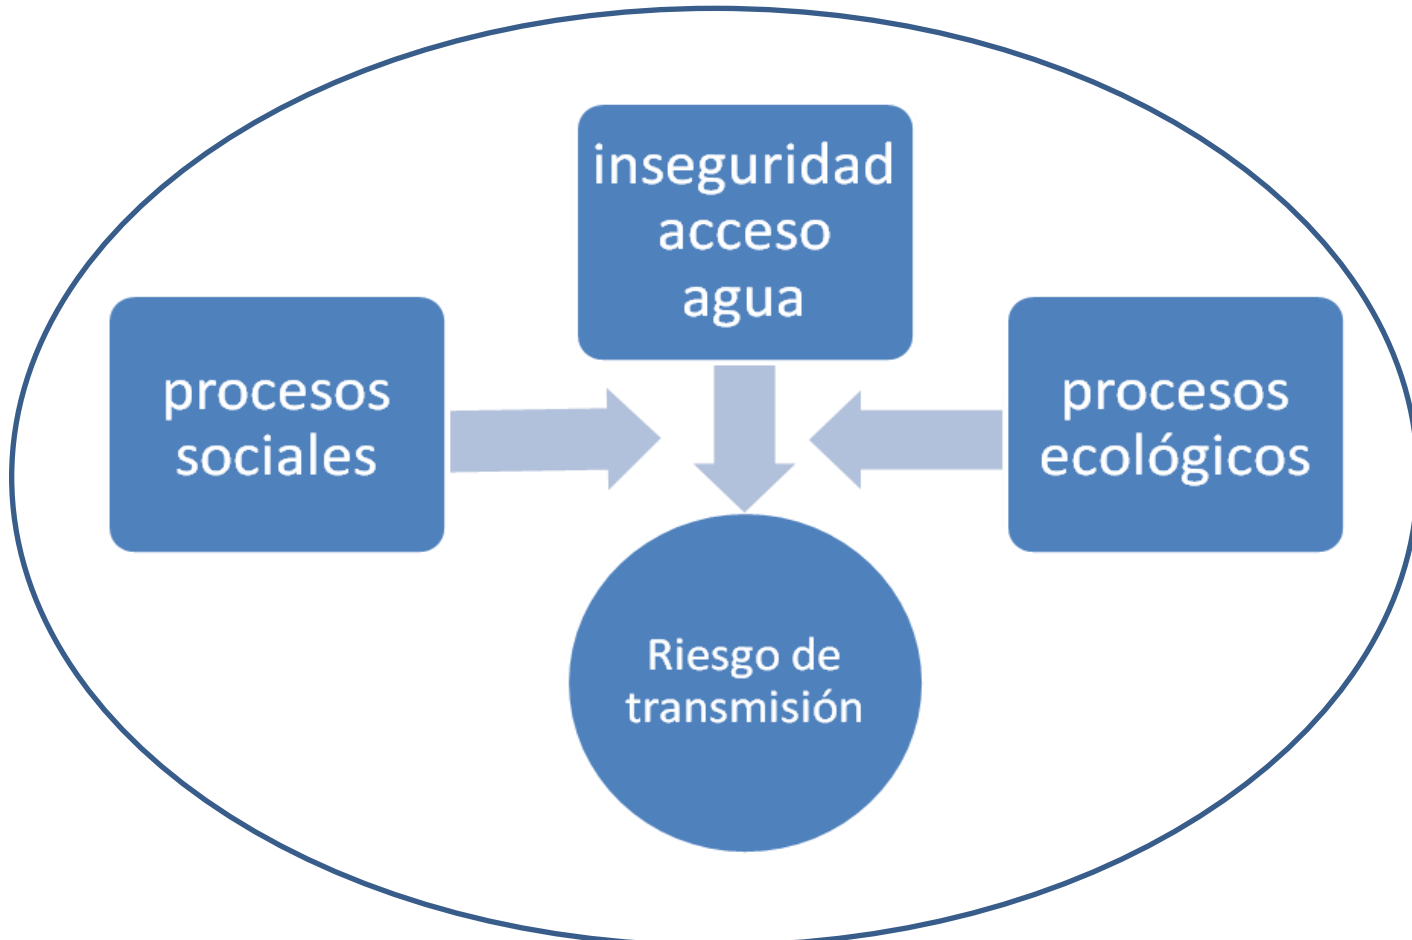 inseguridad
acceso
agua
procesos
sociales
procesos
ecológicos
Riesgo de
transmisión